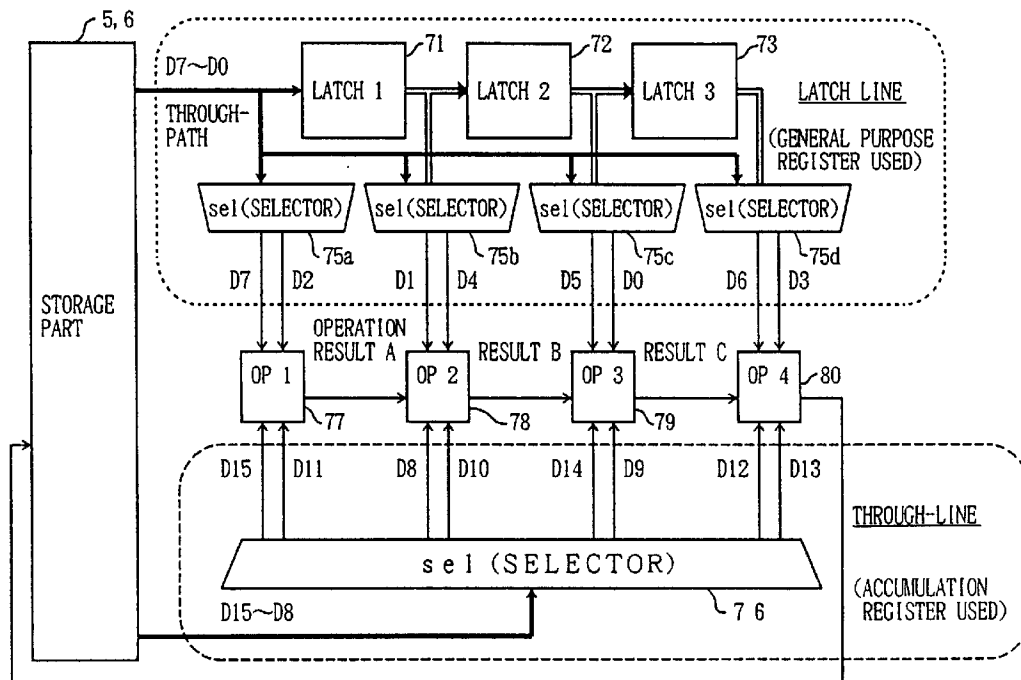 5, 6
D7~D0
THROUGH-
PATH
71
LATCH 1
72
LATCH 2
73
LATCH 3
LATCH LINE
(GENERAL PURPOSE
REGISTER USED)
sel(SELECTOR)
sel(SELECTOR)
sel(SELECTOR)
sel(SELECTOR)
75a
75b
75c
75d
D7
D2
D1
D4
D5
D0
D6
D3
STORAGE
PART
OPERATION
RESULT A
RESULT B
RESULT C
OP 1
OP 2
OP 3
OP 4
77
78
79
80
D15
D11
D8
D10
D14
D9
D12
D13
THROUGH-LINE
sel(SELECTOR)
D15~D8
76
(ACCUMULATION
REGISTER USED)